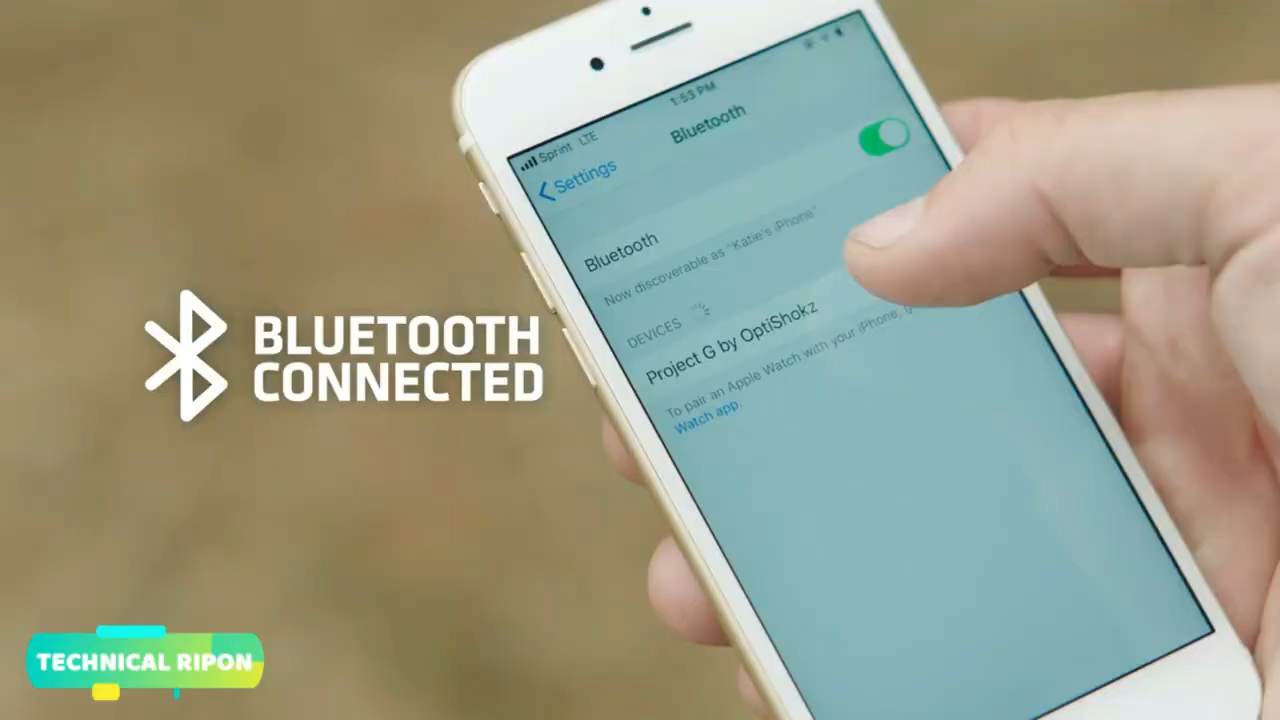 1:53 PM
Sprint LTE
Settings
Bluetooth
Bluetooth
Now discoverable as "Katie's iPhone"
DEVICES
Project G by OptiShokz
To pair an Apple Watch with your iPhone,
Watch app.
BLUETOOTH
CONNECTED
TECHNICAL RIPON